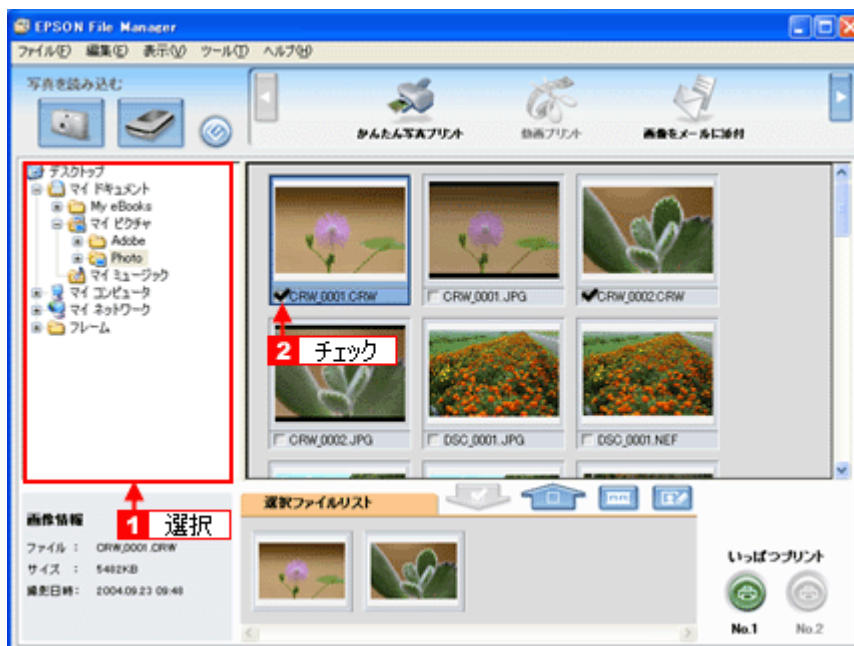 EPSON File Manager
ファイル(F) 編集(E) 表示(V) ツール(T) ヘルプ(H)
写真を読み込む
かんたん写真プリント
動画プリント
画像をメールに添付
デスクトップ
マイ ドキュメント
My eBooks
マイ ピクチャ
Adobe
Photo
マイ ミュージック
マイ コンピュータ
マイ ネットワーク
フレーム
CRW_0001.CRW
CRW_0001.JPG
CRW_0002.CRW
2 チェック
CRW_0002.JPG
DSC_0001.JPG
DSC_0001.NEF
1 選択
選択ファイルリスト
画像情報
ファイル : CRW_0001.CRW
サイズ : 5482KB
撮影日時: 2004.09.23 09:48
いっぱつプリント
No.1
No.2